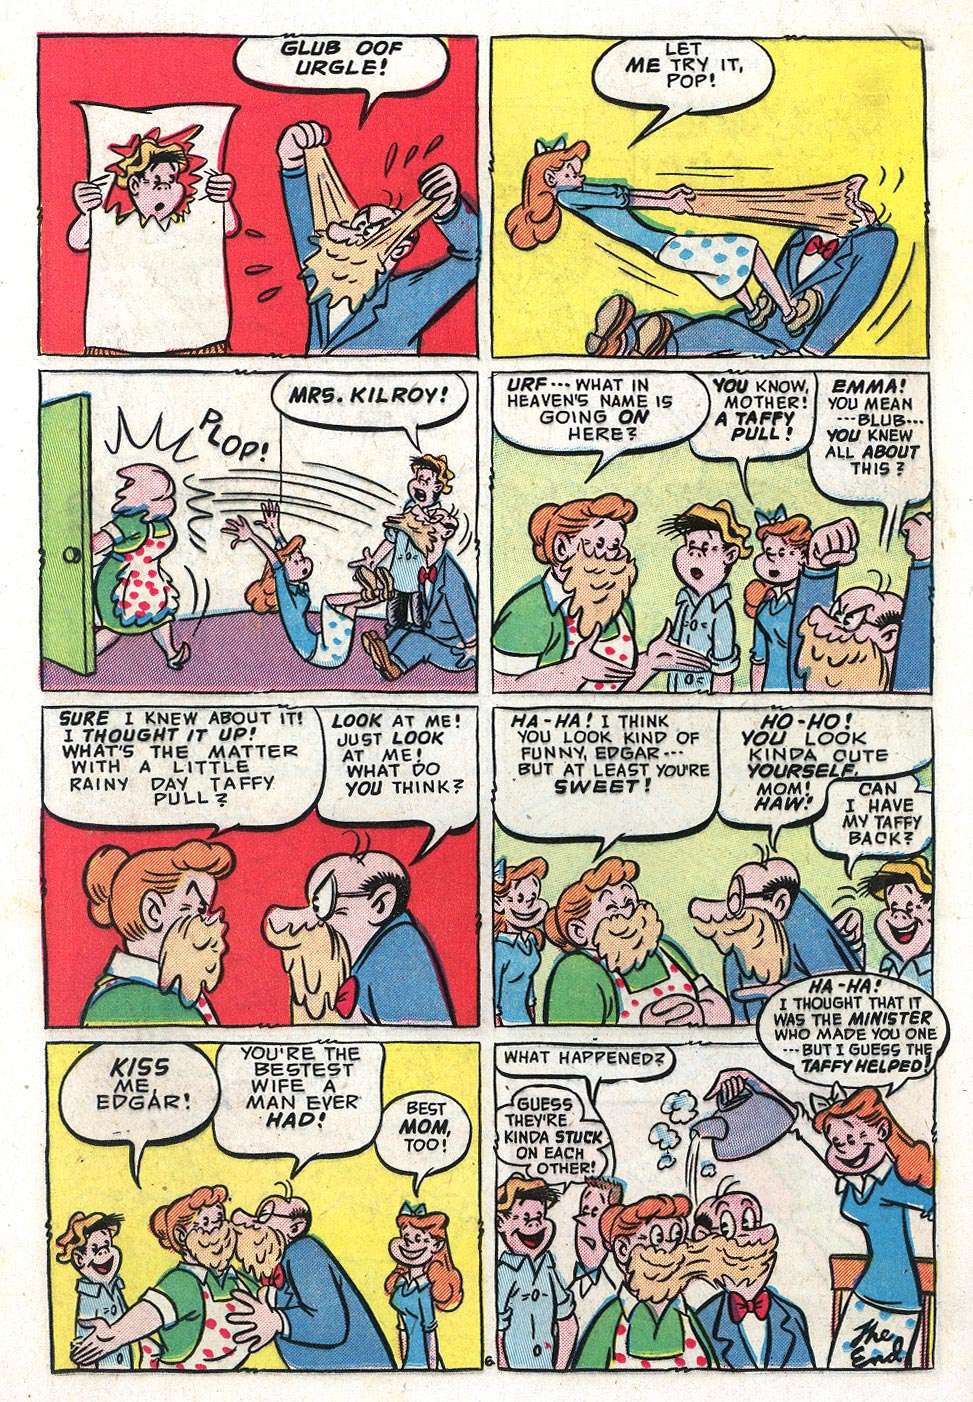 GLUB OOF
URGLE!
LET
ME TRY IT,
POP!
PLOP!
MRS. KILROY!
URF--- WHAT IN
HEAVEN'S NAME IS
GOING ON
HERE?
YOU KNOW,
MOTHER!
A TAFFY
PULL!
EMMA!
YOU MEAN
---BLUB---
YOU KNEW
ALL ABOUT
THIS?
SURE I KNEW ABOUT IT!
I THOUGHT IT UP!
WHAT'S THE MATTER
WITH A LITTLE
RAINY DAY TAFFY
PULL?
LOOK AT ME!
JUST LOOK
AT ME!
WHAT DO
YOU THINK?
HA-HA! I THINK
YOU LOOK KIND OF
FUNNY, EDGAR---
BUT AT LEAST YOU'RE
SWEET!
HO-HO!
YOU LOOK
KINDA CUTE
YOURSELF,
MOM!
HAW!
CAN
I HAVE
MY TAFFY
BACK?
KISS
ME,
EDGAR!
YOU'RE THE
BESTEST
WIFE A
MAN EVER
HAD!
BEST
MOM,
TOO!
WHAT HAPPENED?
GUESS
THEY'RE
KINDA STUCK
ON EACH
OTHER!
HA-HA!
I THOUGHT THAT IT
WAS THE MINISTER
WHO MADE YOU ONE
---BUT I GUESS THE
TAFFY HELPED!
The
End
6